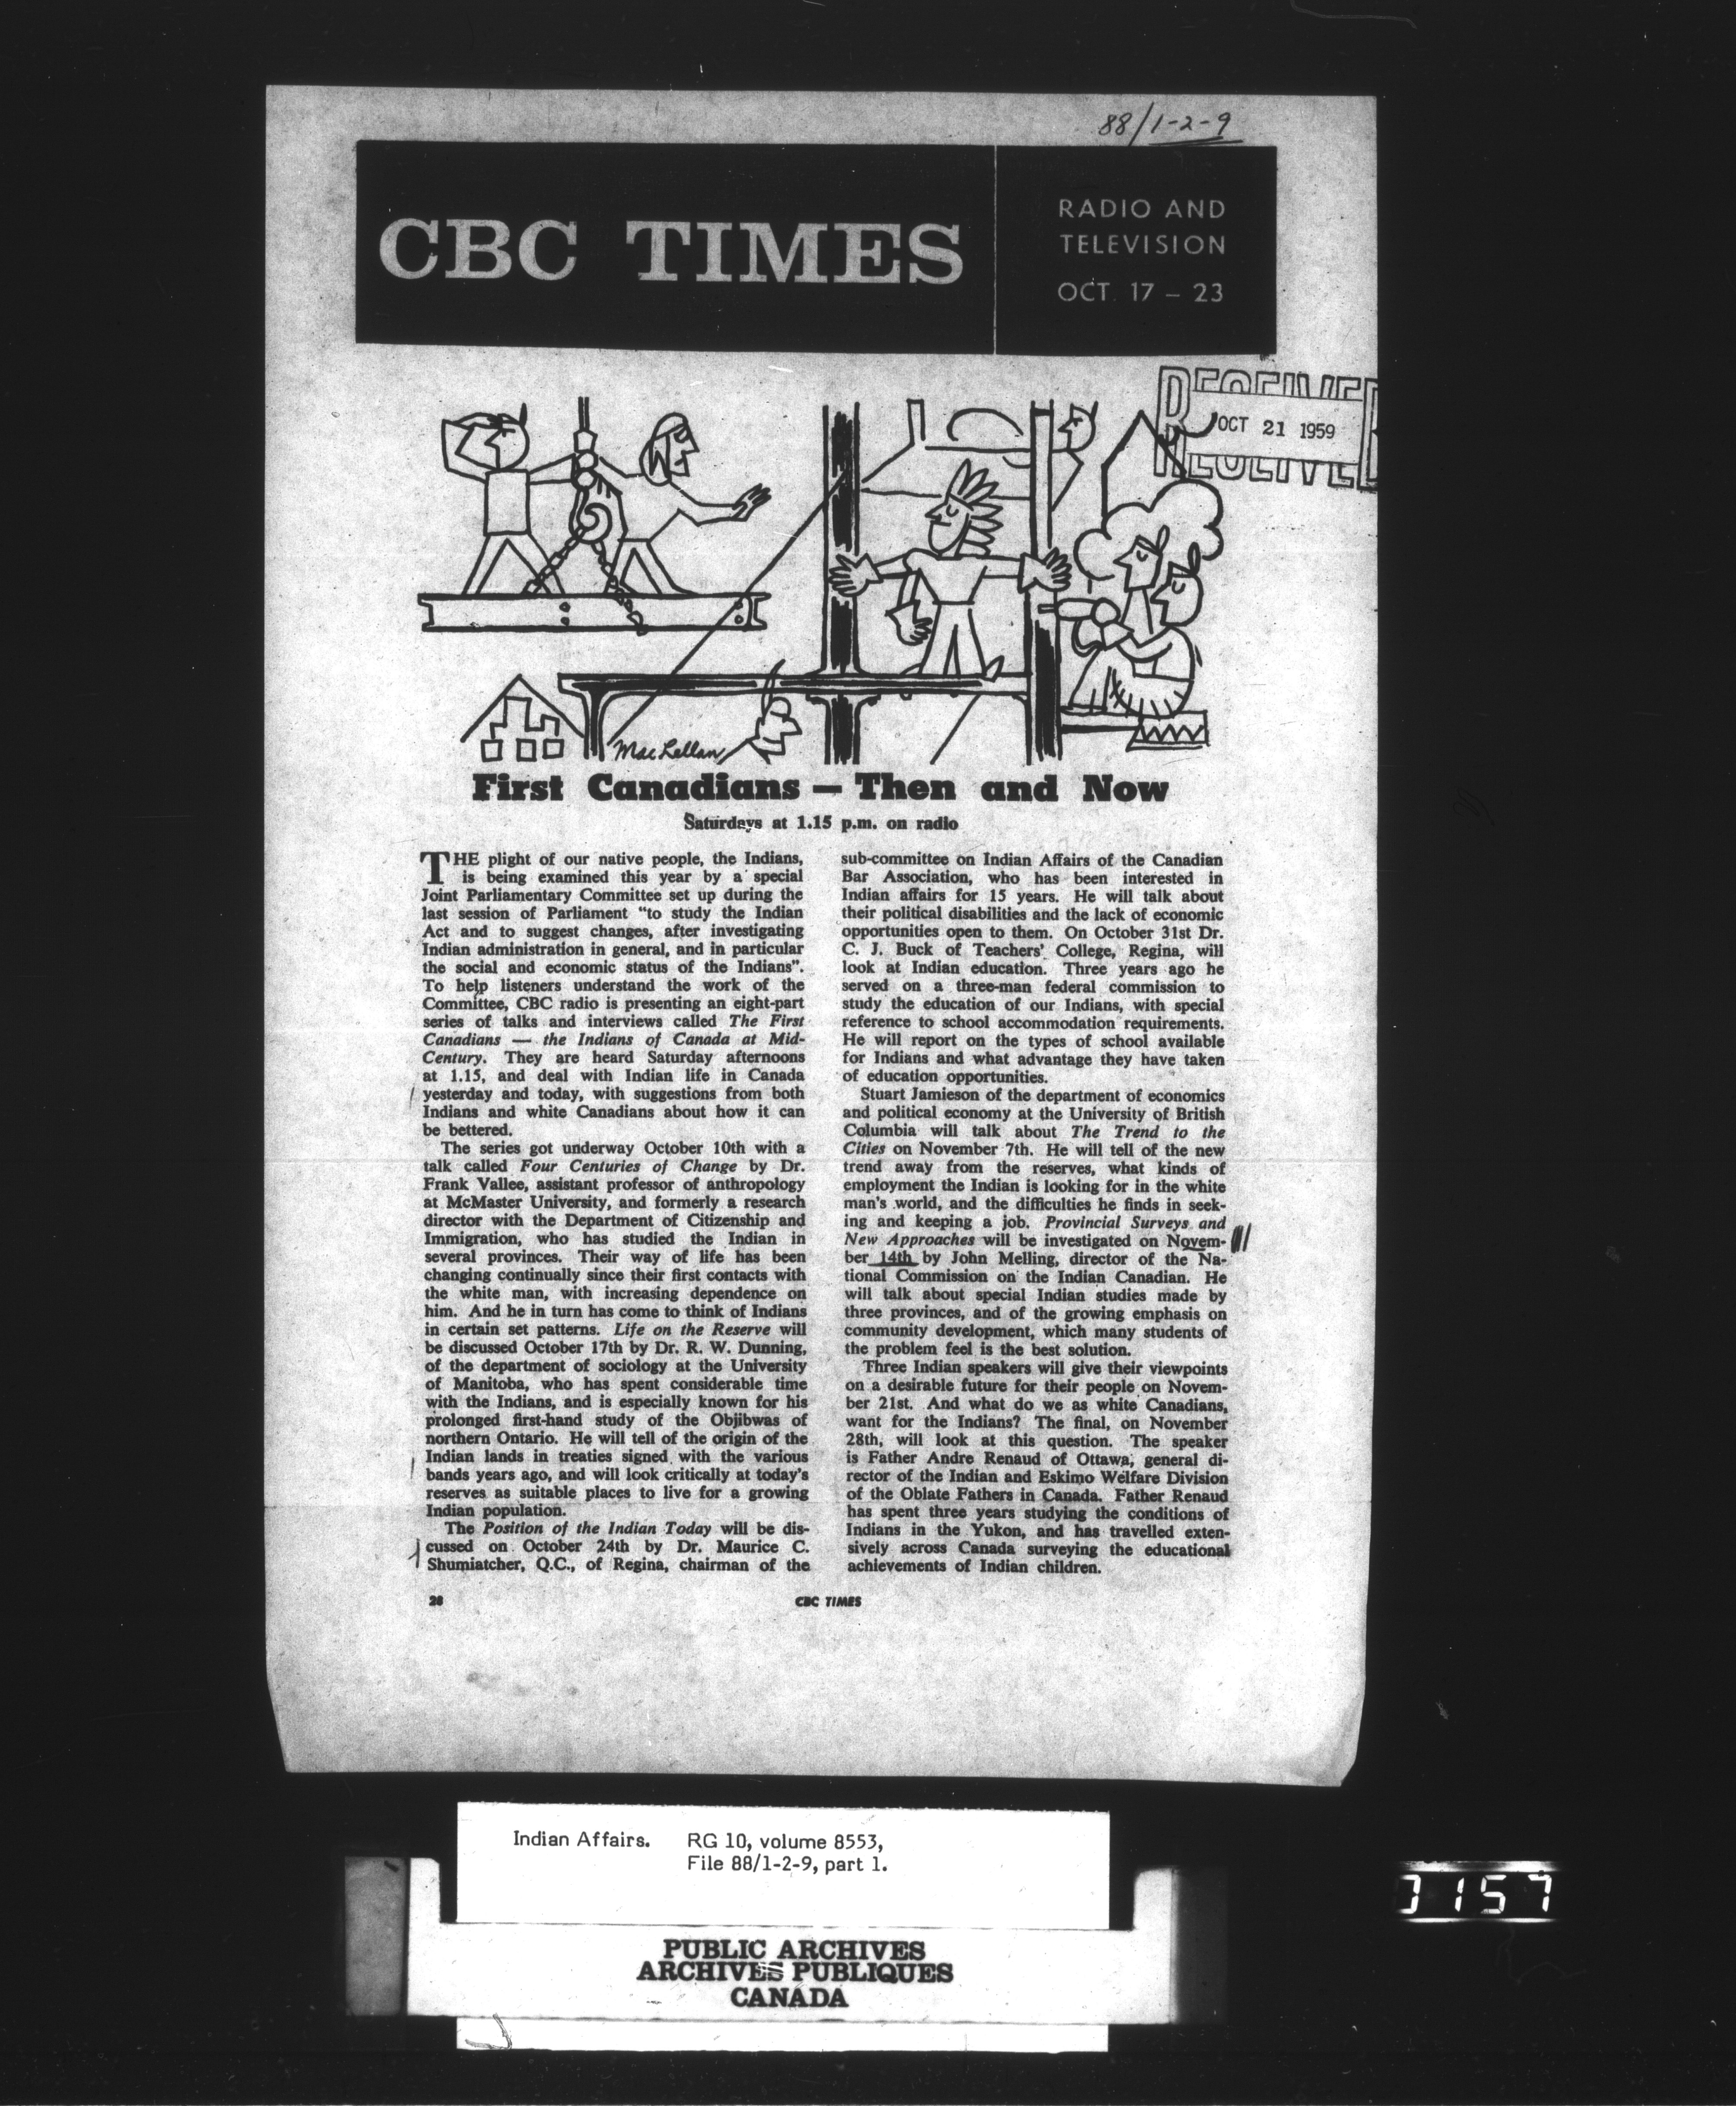 88/1-2-9
CBC TIMES
RADIO AND
TELEVISION
OCT. 17 – 23
RECEIVED
OCT 21 1959
RECEIVED
MacLellan
First Canadians — Then and Now
Saturdays at 1.15 p.m. on radio
THE plight of our native people, the Indians,
is being examined this year by a special
Joint Parliamentary Committee set up during the
last session of Parliament “to study the Indian
Act and to suggest changes, after investigating
Indian administration in general, and in particular
the social and economic status of the Indians”.
To help listeners understand the work of the
Committee, CBC radio is presenting an eight-part
series of talks and interviews called The First
Canadians — the Indians of Canada at Mid-
Century. They are heard Saturday afternoons
at 1.15, and deal with Indian life in Canada
yesterday and today, with suggestions from both
Indians and white Canadians about how it can
be bettered.
The series got underway October 10th with a
talk called Four Centuries of Change by Dr.
Frank Vallee, assistant professor of anthropology
at McMaster University, and formerly a research
director with the Department of Citizenship and
Immigration, who has studied the Indian in
several provinces. Their way of life has been
changing continually since their first contacts with
the white man, with increasing dependence on
him. And he in turn has come to think of Indians
in certain set patterns. Life on the Reserve will
be discussed October 17th by Dr. R. W. Dunning,
of the department of sociology at the University
of Manitoba, who has spent considerable time
with the Indians, and is especially known for his
prolonged first-hand study of the Objibwas of
northern Ontario. He will tell of the origin of the
Indian lands in treaties signed with the various
bands years ago, and will look critically at today's
reserves as suitable places to live for a growing
Indian population.
The Position of the Indian Today will be dis-
cussed on October 24th by Dr. Maurice C.
Shumiatcher, Q.C., of Regina, chairman of the
sub-committee on Indian Affairs of the Canadian
Bar Association, who has been interested in
Indian affairs for 15 years. He will talk about
their political disabilities and the lack of economic
opportunities open to them. On October 31st Dr.
C. J. Buck of Teachers' College, Regina, will
look at Indian education. Three years ago he
served on a three-man federal commission to
study the education of our Indians, with special
reference to school accommodation requirements.
He will report on the types of school available
for Indians and what advantage they have taken
of education opportunities.
Stuart Jamieson of the department of economics
and political economy at the University of British
Columbia will talk about The Trend to the
Cities on November 7th. He will tell of the new
trend away from the reserves, what kinds of
employment the Indian is looking for in the white
man's world, and the difficulties he finds in seek-
ing and keeping a job. Provincial Surveys and
New Approaches will be investigated on Novem-
ber 14th by John Melling, director of the Na-
tional Commission on the Indian Canadian. He
will talk about special Indian studies made by
three provinces, and of the growing emphasis on
community development, which many students of
the problem feel is the best solution.
Three Indian speakers will give their viewpoints
on a desirable future for their people on Novem-
ber 21st. And what do we as white Canadians,
want for the Indians? The final, on November
28th, will look at this question. The speaker
is Father Andre Renaud of Ottawa, general di-
rector of the Indian and Eskimo Welfare Division
of the Oblate Fathers in Canada. Father Renaud
has spent three years studying the conditions of
Indians in the Yukon, and has travelled exten-
sively across Canada surveying the educational
achievements of Indian children.
28
CBC TIMES
Indian Affairs. RG 10, volume 8553,
File 88/1-2-9, part 1.
PUBLIC ARCHIVES
ARCHIVES PUBLIQUES
CANADA